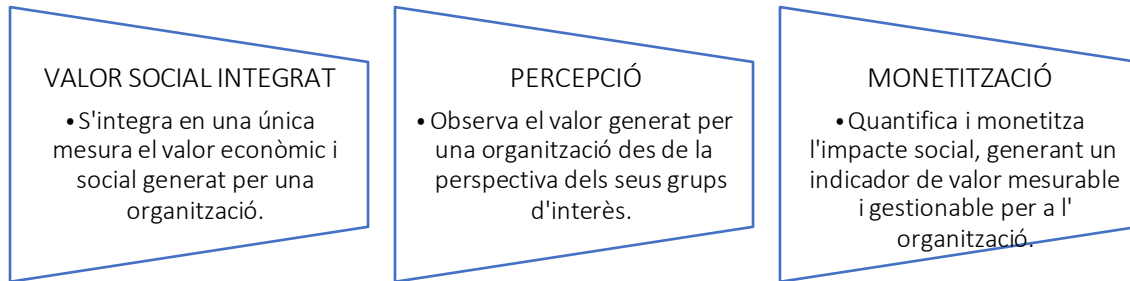 VALOR SOCIAL INTEGRAT
•S'integra en una única
mesura el valor econòmic i
social generat per una
organització.
PERCEPCIÓ
•Observa el valor generat per
una organització des de la
perspectiva dels seus grups
d'interès.
MONETITZACIÓ
•Quantifica i monetitza
l'impacte social, generant un
indicador de valor mesurable
i gestionable per a l'
organització.